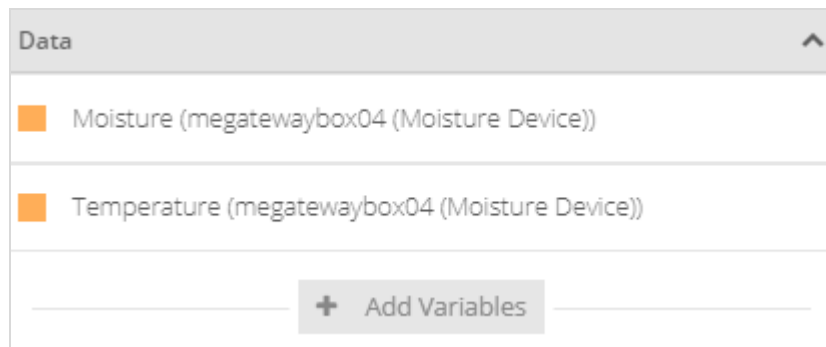 Data
Moisture (megatewaybox04 (Moisture Device))
Temperature (megatewaybox04 (Moisture Device))
+ Add Variables